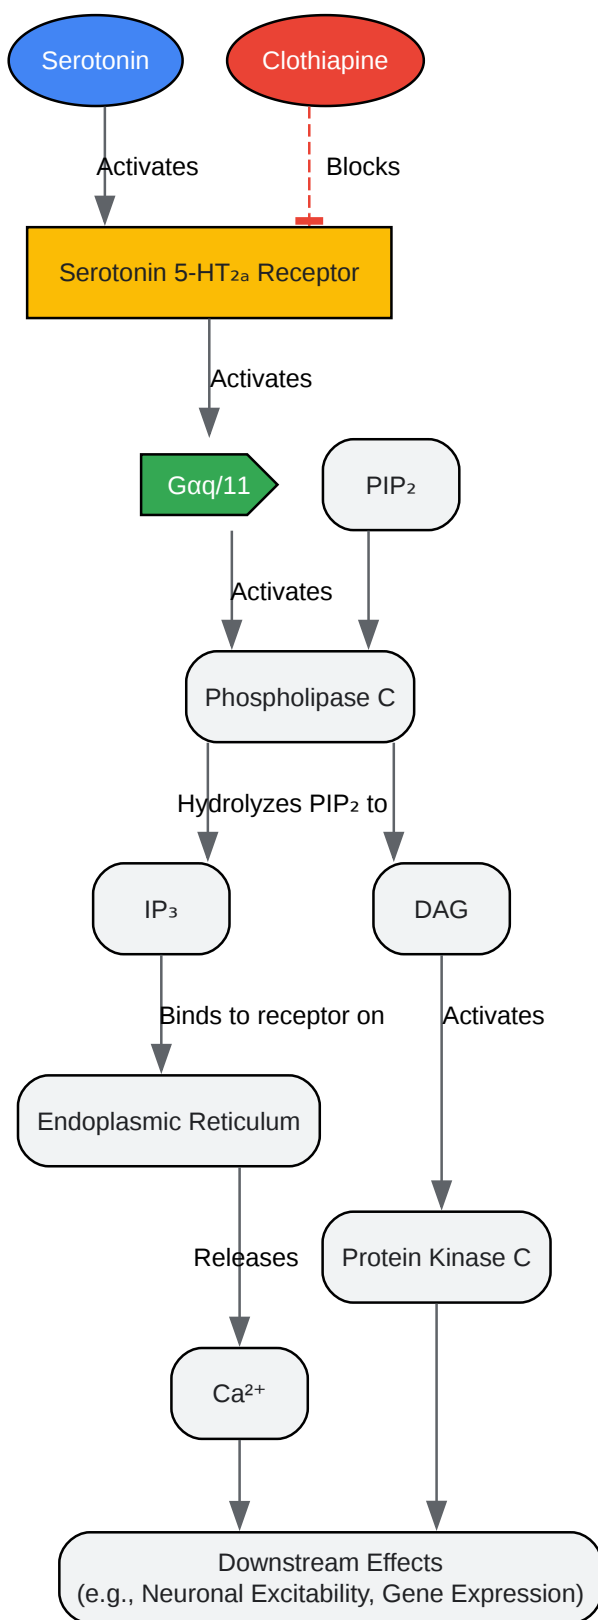 Serotonin
Clothiapine
Activates
Blocks
Serotonin 5-HT₂ₐ Receptor
Activates
Gαq/11
PIP₂
Activates
Phospholipase C
Hydrolyzes PIP₂ to
IP₃
DAG
Binds to receptor on
Activates
Endoplasmic Reticulum
Releases
Protein Kinase C
Ca²⁺
Downstream Effects
(e.g., Neuronal Excitability, Gene Expression)